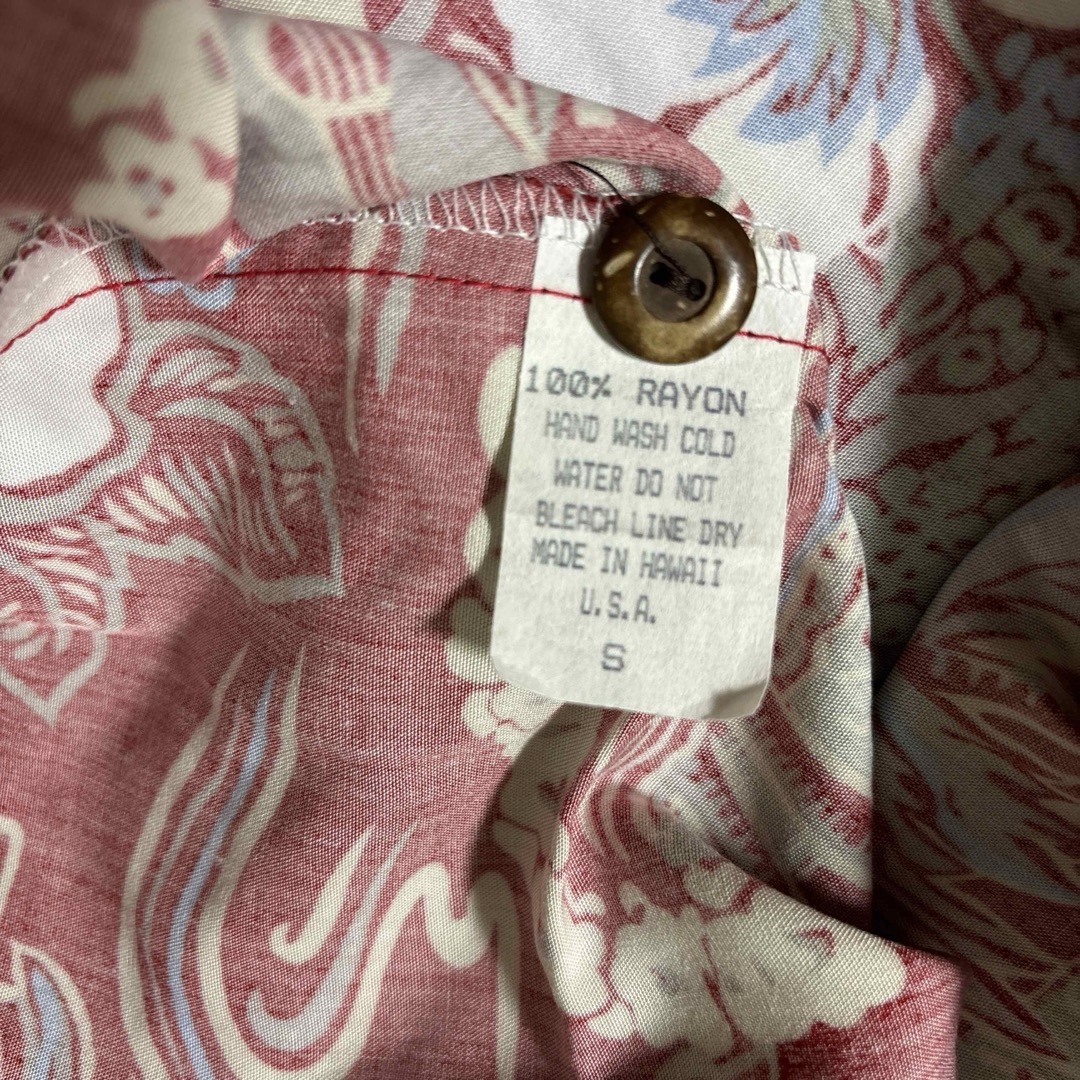 100% RAYON
HAND WASH COLD
WATER DO NOT
BLEACH LINE DRY
MADE IN HAWAII
U.S.A.
S